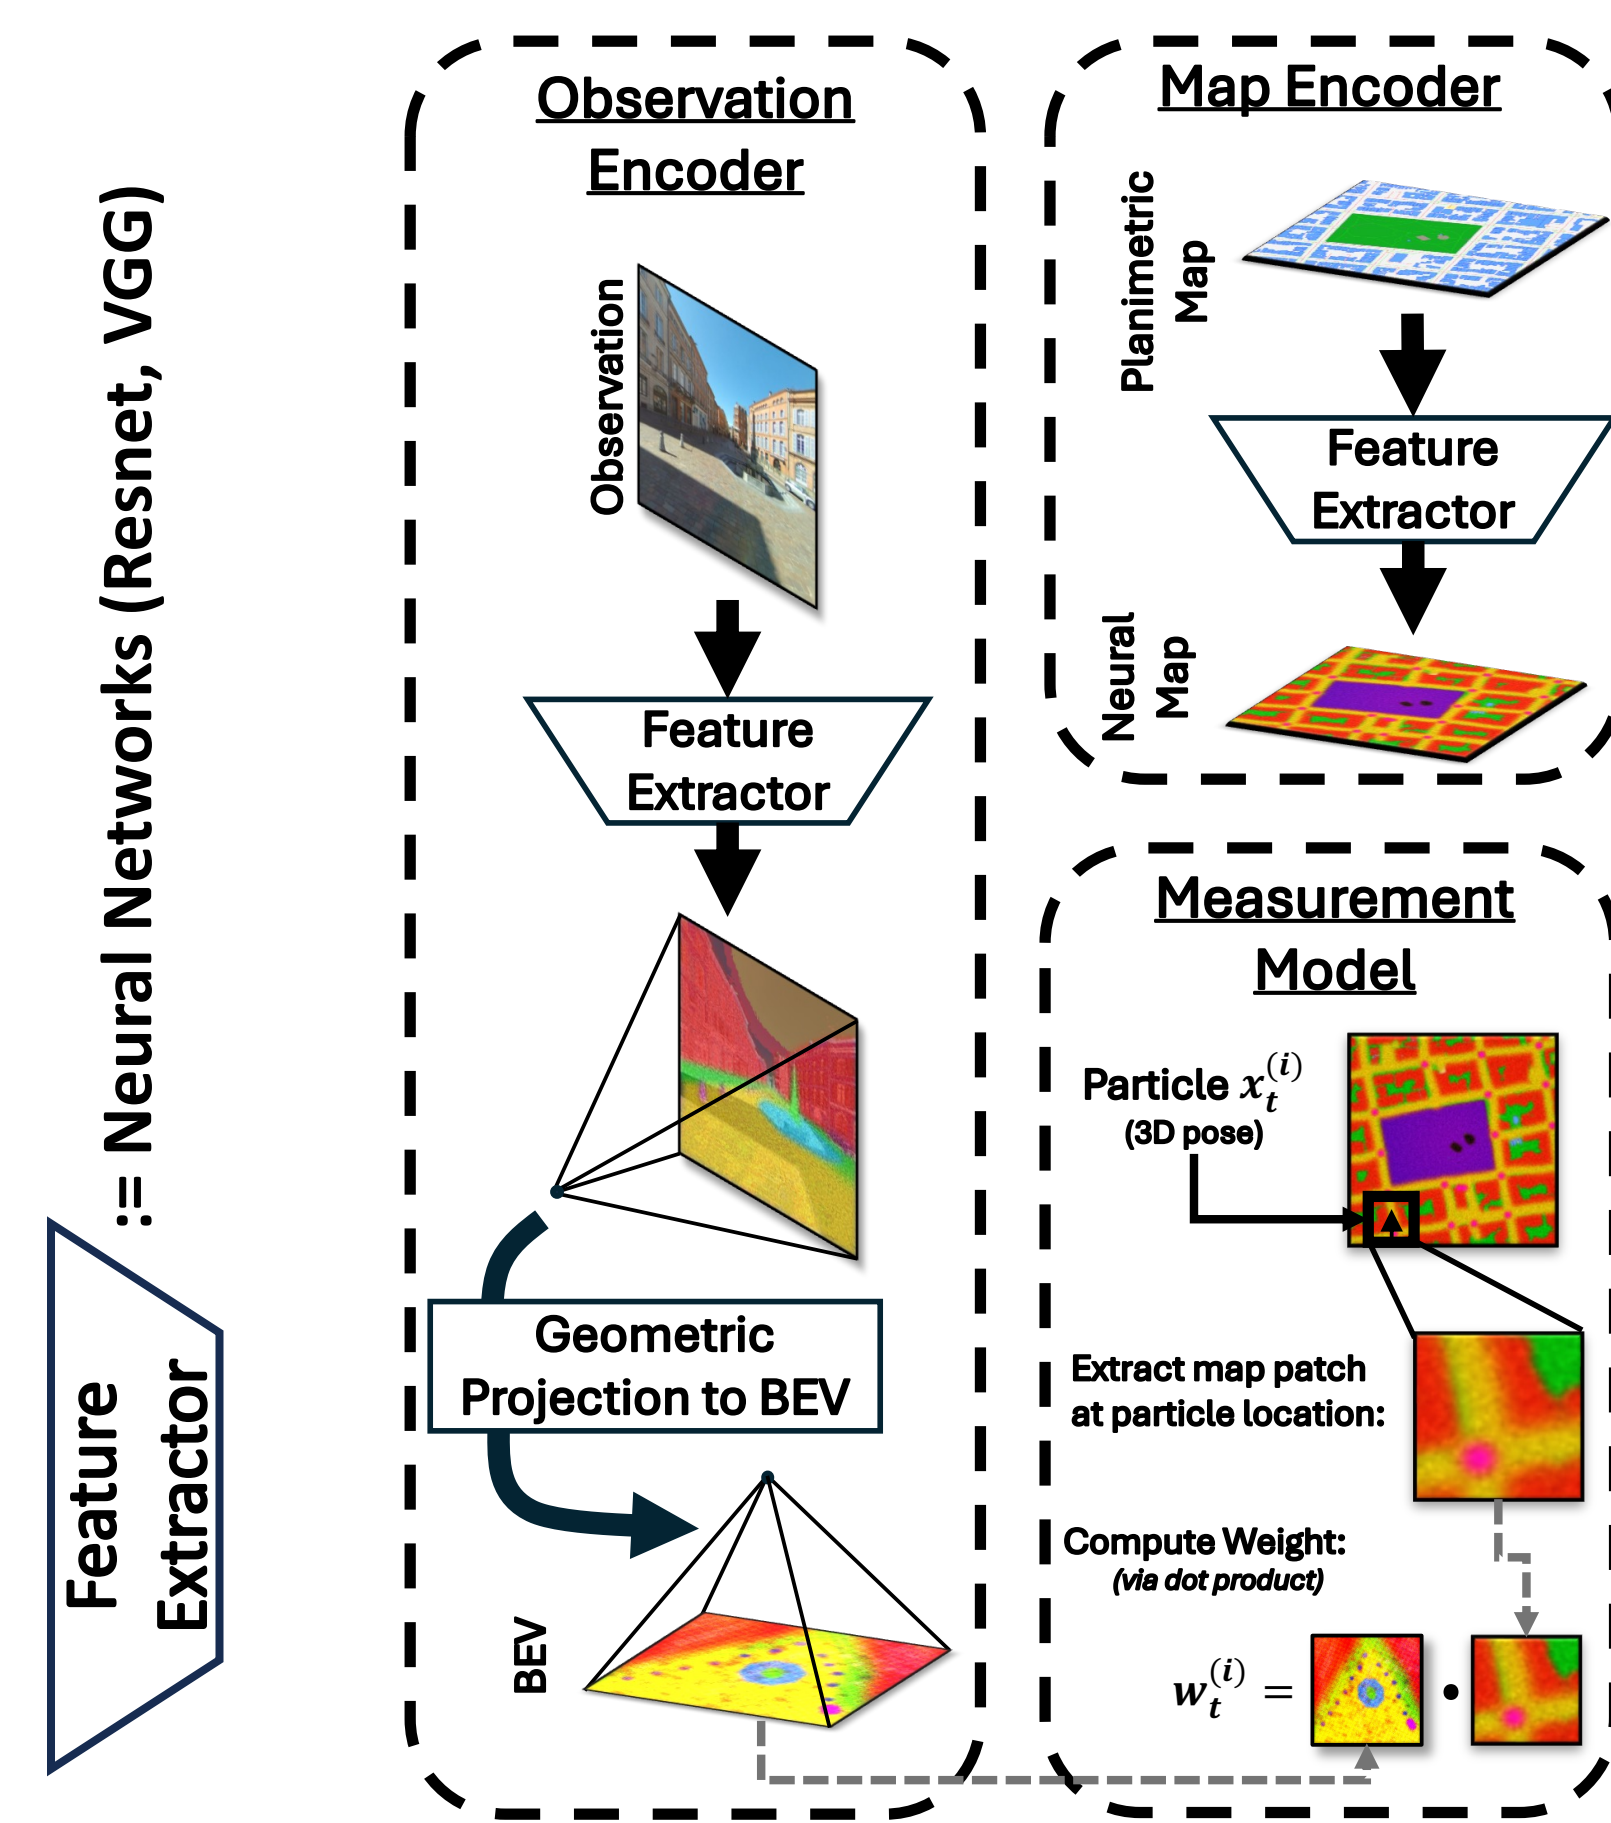 Feature
Extractor
:= Neural Networks (Resnet, VGG)
Observation
Encoder
Observation
Feature
Extractor
Geometric
Projection to BEV
BEV
Map Encoder
Planimetric
Map
Feature
Extractor
Neural
Map
Measurement
Model
Particle $x_t^{(i)}$
(3D pose)
Extract map patch
at particle location:
Compute Weight:
(via dot product)
$w_t^{(i)}$ = •